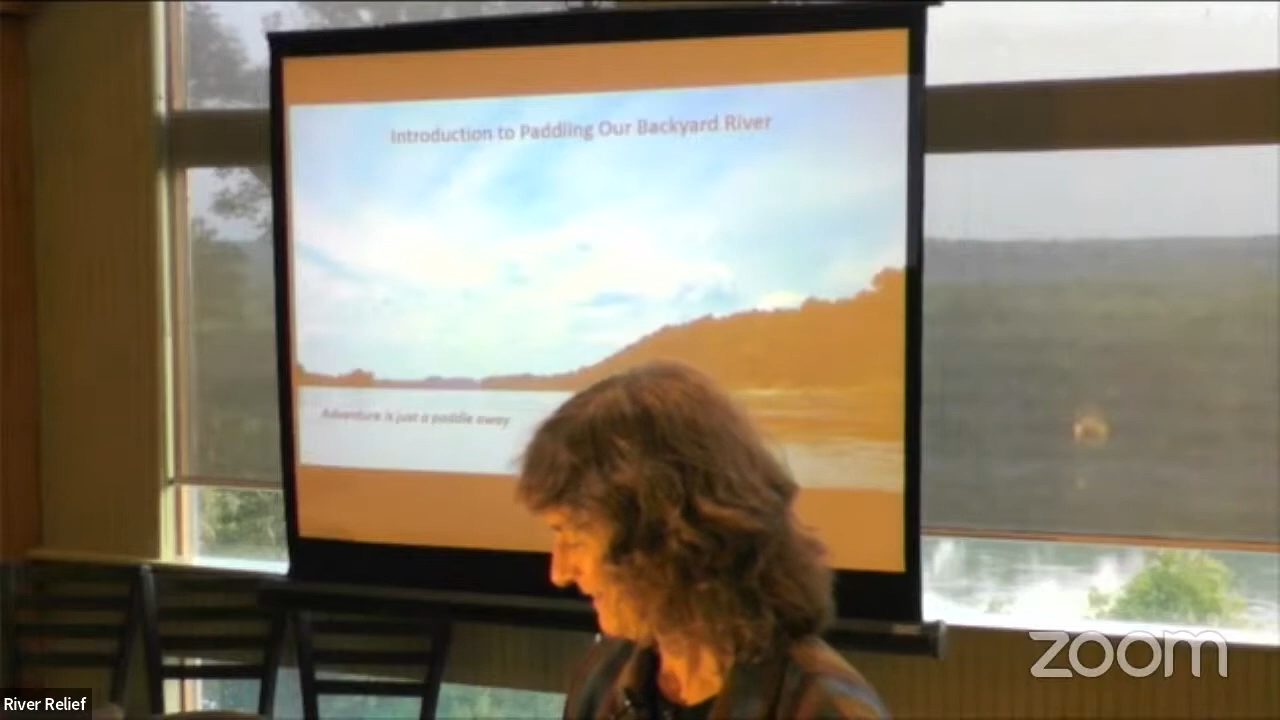 Introduction to Paddling Our Backyard River
Adventure is just a paddle away
zoom
River Relief